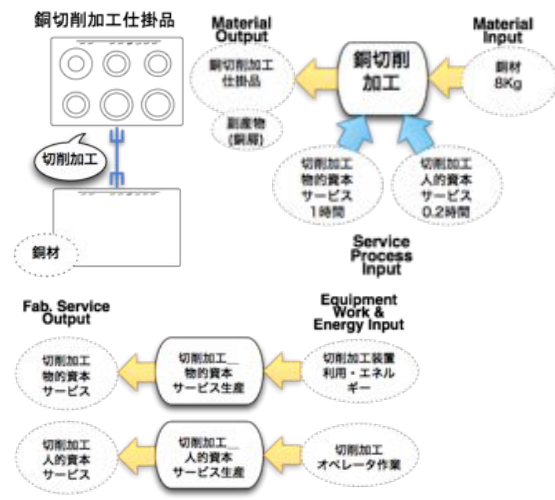 銅切削加工仕掛品
切削加工
銅材
Material
Output
銅切削加工
仕掛品
副産物
(銅屑)
銅切削
加工
Material
Input
銅材
8Kg
切削加工
物的資本
サービス
1時間
切削加工
人的資本
サービス
0.2時間
Service
Process
Input
Fab. Service
Output
Equipment
Work &
Energy Input
切削加工
物的資本
サービス
切削加工__
物的資本
サービス生産
切削加工装置
利用・エネル
ギー
切削加工
人的資本
サービス
切削加工__
人的資本
サービス生産
切削加工
オペレータ作業